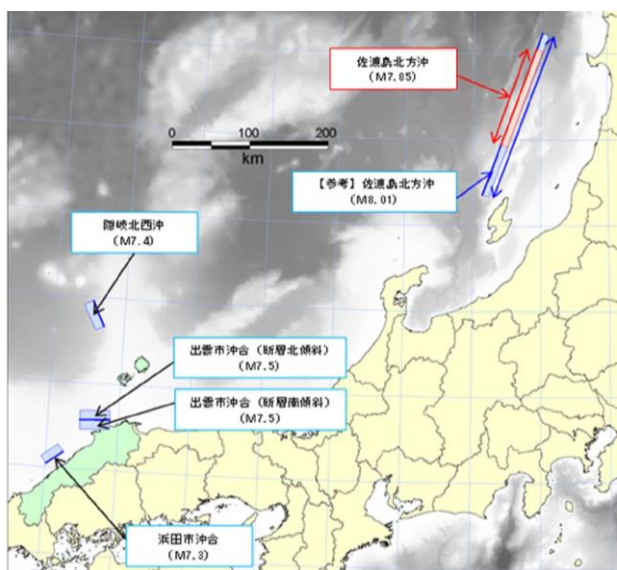 佐渡島北方沖
(M7.85)
0 100 200
km
【参考】佐渡島北方沖
(M8.01)
隠岐北西沖
(M7.4)
出雲市沖合(断層北傾斜)
(M7.5)
出雲市沖合(断層南傾斜)
(M7.5)
浜田市沖合
(M7.3)